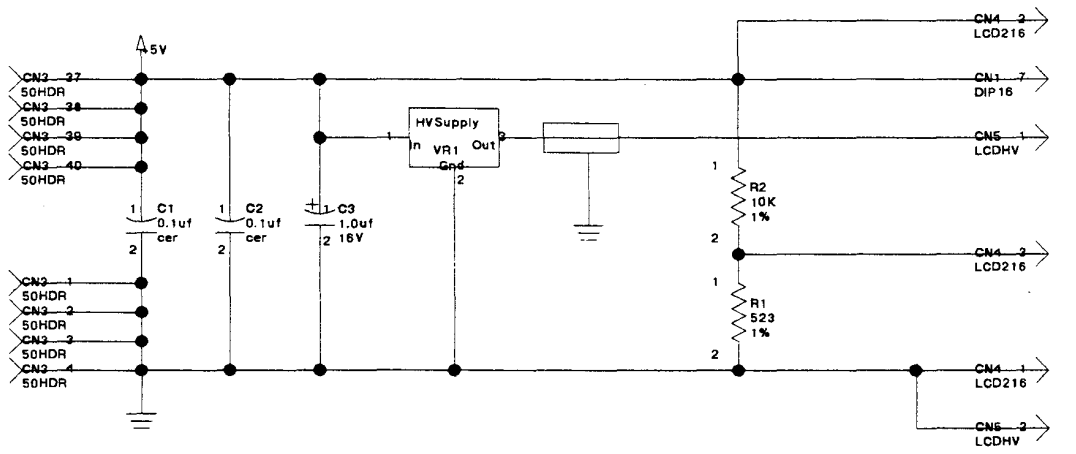 CN4 2
LCD216
+5V
CN3 37
50HDR
CN1 7
DIP16
CN3 38
50HDR
HVSupply
CN3 39
50HDR
1
In
VR1
Out
3
CN5 1
LCDHV
Gnd
2
CN3 40
50HDR
1
R2
10K
1%
2
1
C1
0.1uf
cer
2
1
C2
0.1uf
cer
2
+
1
C3
1.0uf
16V
2
CN4 3
LCD216
CN3 1
50HDR
1
R1
523
1%
2
CN3 2
50HDR
CN3 3
50HDR
CN3 4
50HDR
CN4 1
LCD216
CN5 2
LCDHV